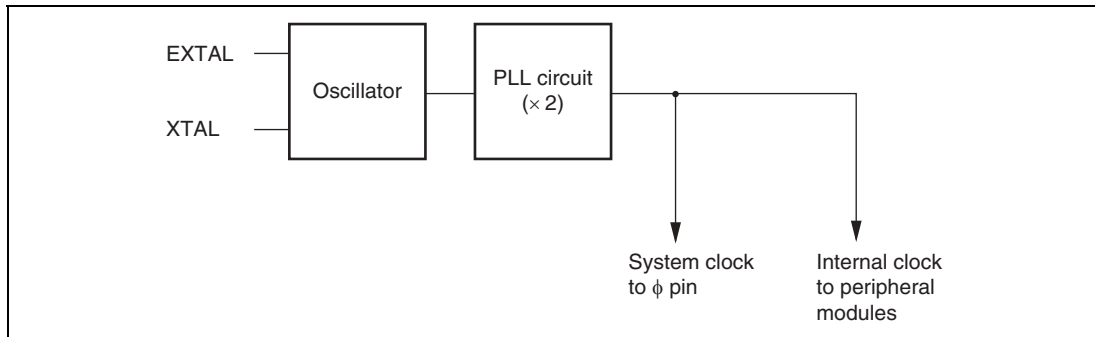 EXTAL
XTAL
Oscillator
PLL circuit
(× 2)
System clock
to ϕ pin
Internal clock
to peripheral
modules